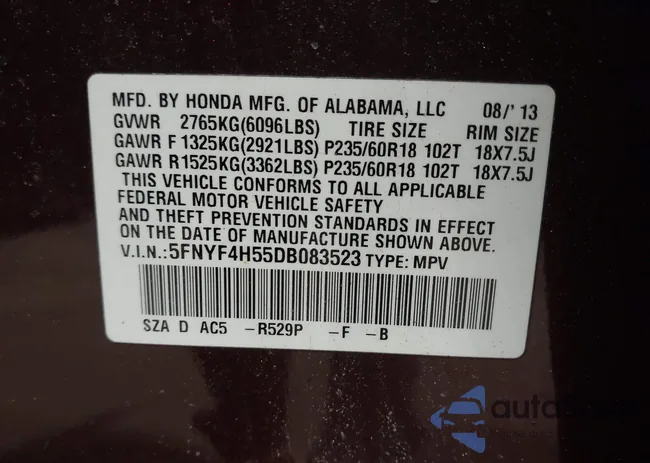 MFD. BY HONDA MFG. OF ALABAMA, LLC 08/'13
GVWR 2765KG(6096LBS) TIRE SIZE RIM SIZE
GAWR F 1325KG(2921LBS) P235/60R18 102T 18X7.5J
GAWR R1525KG(3362LBS) P235/60R18 102T 18X7.5J
THIS VEHICLE CONFORMS TO ALL APPLICABLE
FEDERAL MOTOR VEHICLE SAFETY
AND THEFT PREVENTION STANDARDS IN EFFECT
ON THE DATE OF MANUFACTURE SHOWN ABOVE.
V.I.N.:5FNYF4H55DB083523 TYPE: MPV
SZA D AC5 -R529P -F -B